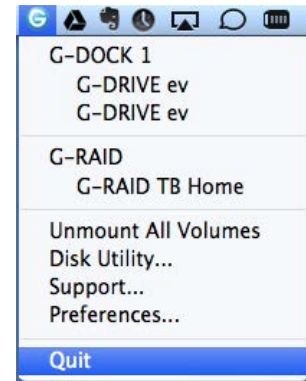 G
G-DOCK 1
G-DRIVE ev
G-DRIVE ev
G-RAID
G-RAID TB Home
Unmount All Volumes
Disk Utility...
Support...
Preferences...
Quit